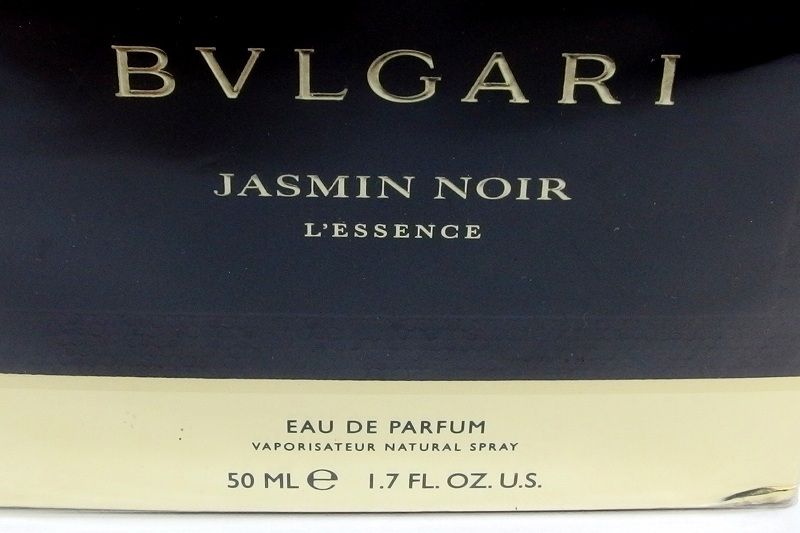 BVLGARI
JASMIN NOIR
L'ESSENCE
EAU DE PARFUM
VAPORISATEUR NATURAL SPRAY
50 ML ℮ 1.7 FL. OZ. U.S.